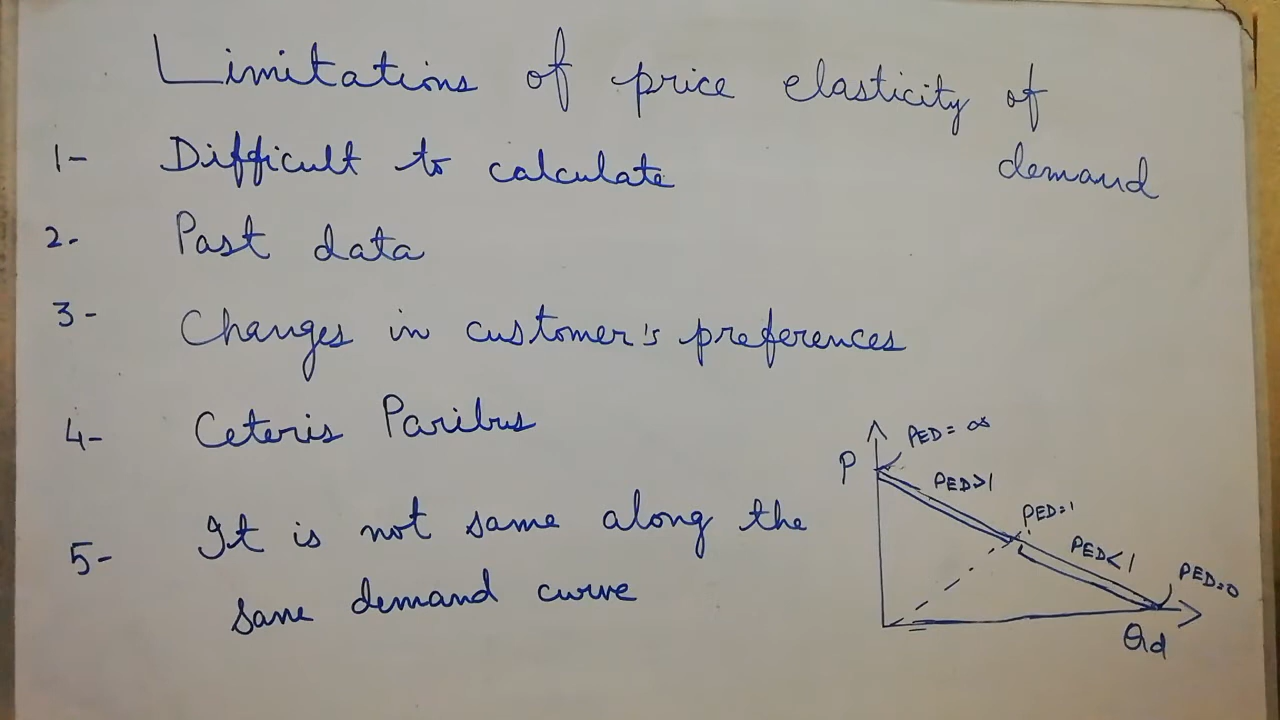 Limitations of price elasticity of
demand
1- Difficult to calculate
2- Past data
3- Changes in customer's preferences
4- Ceteris Paribus
5- It is not same along the
same demand curve
P
PED = ∞
PED>1
PED=1
PED<1
PED=0
Qd